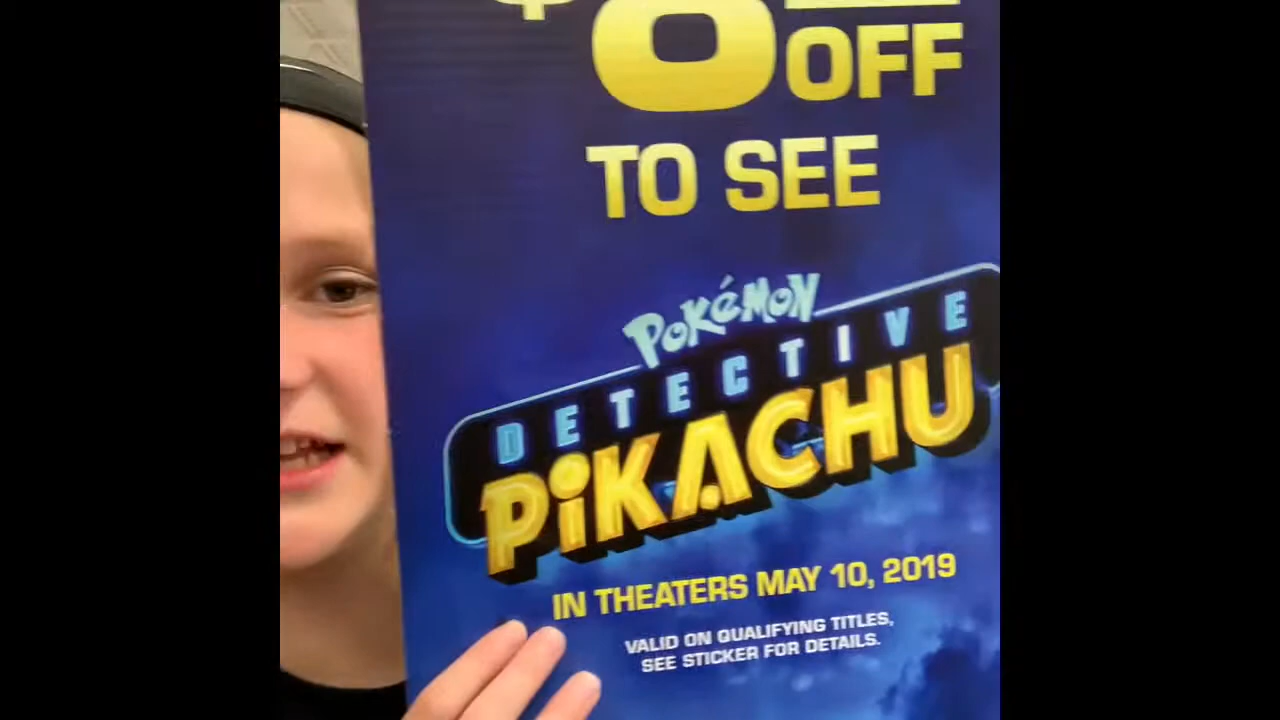 OFF
TO SEE
POKéMON
DETECTIVE
PiKACHU
IN THEATERS MAY 10, 2019
VALID ON QUALIFYING TITLES,
SEE STICKER FOR DETAILS.